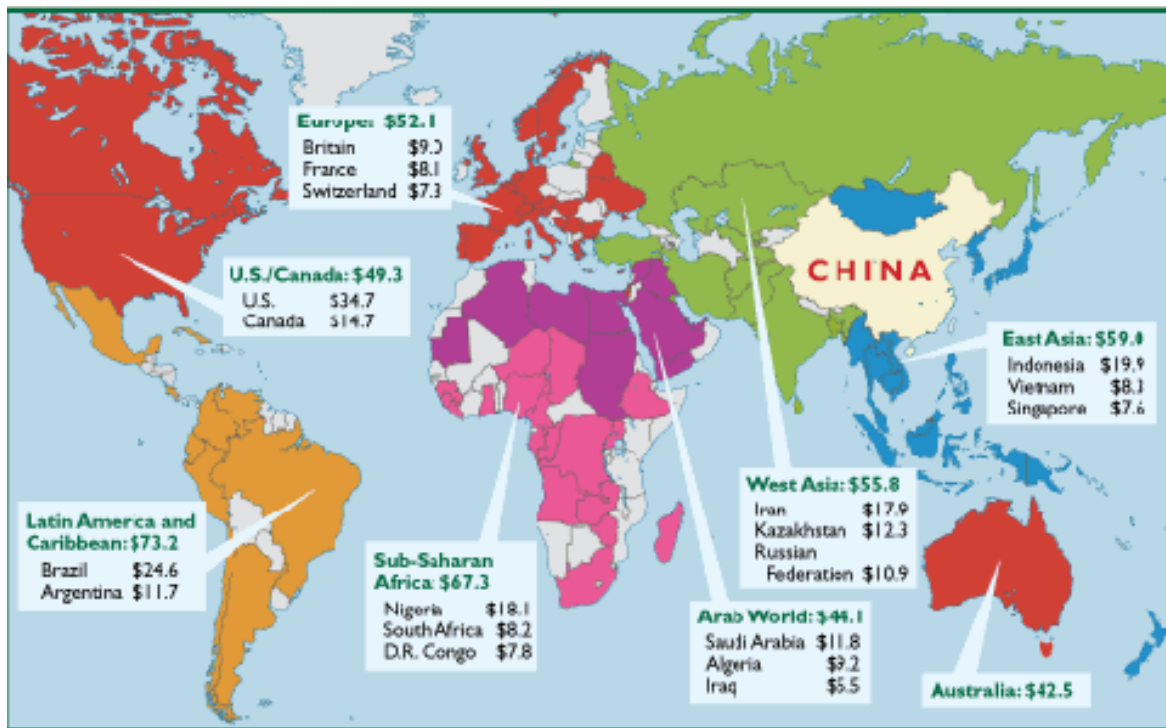 Europe: $52.1
Britain $9.0
France $8.1
Switzerland $7.3
U.S./Canada: $49.3
U.S. $34.7
Canada $14.7
CHINA
East Asia: $59.0
Indonesia $19.9
Vietnam $8.3
Singapore $7.6
West Asia: $55.8
Iran $17.9
Kazakhstan $12.3
Russian
Federation $10.9
Latin America and
Caribbean: $73.2
Brazil $24.6
Argentina $11.7
Sub-Saharan
Africa: $67.3
Nigeria $18.1
South Africa $8.2
D.R. Congo $7.8
Arab World: $44.1
Saudi Arabia $11.8
Algeria $9.2
Iraq
Australia: $42.5